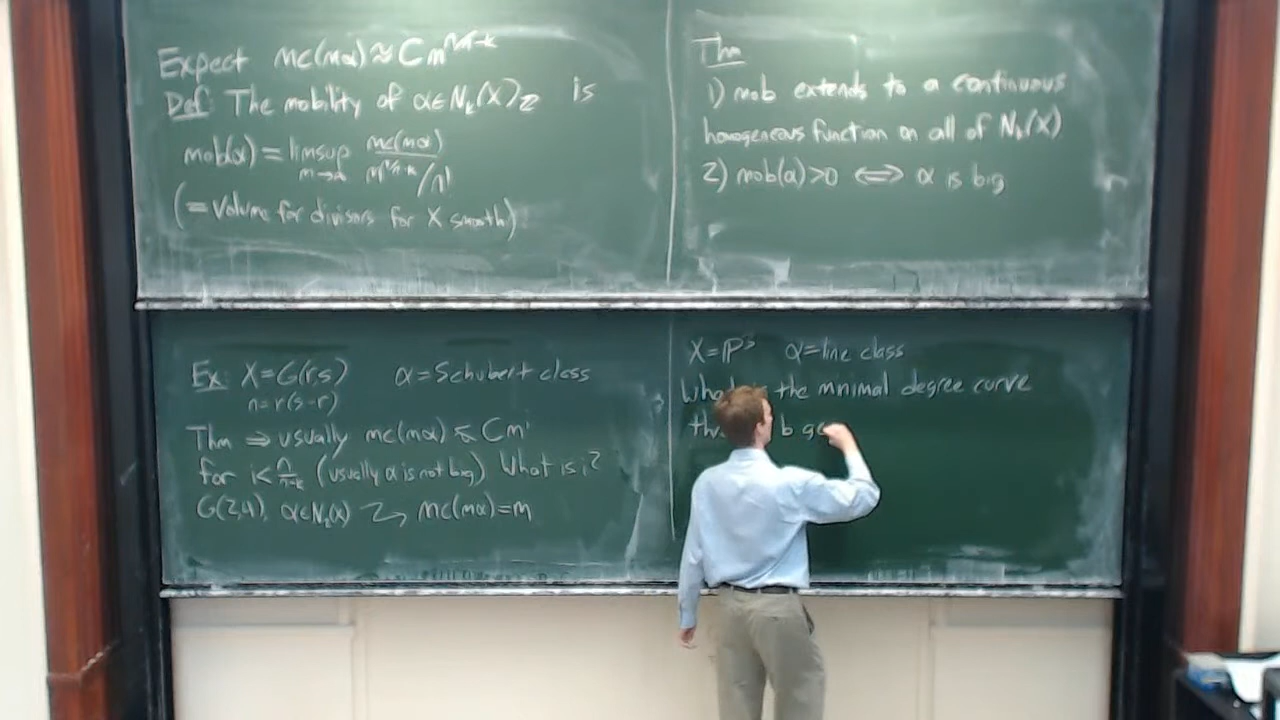 Expect mc(mα) ≈ Cm^{n/n-k}
Def: The mobility of α∈N_k(X)_ℤ is
mob(α) = limsup_{m→∞} mc(mα) / m^{n/n-k}/n!
(= volume for divisors for X smooth)
Thm
1) mob extends to a continuous
homogeneous function on all of N_k(X)
2) mob(α)>0 ⟺ α is big
Ex: X=G(r,s) α=Schubert class
n=r(s-r)
Thm ⇒ usually mc(mα) ≤ Cm^i
for i<n/n-k (usually α is not big) What is i?
G(2,4), α∈N_2(X) ⤳ mc(mα)=m
X=ℙ^3 α=line class
the minimal degree curve
b ge